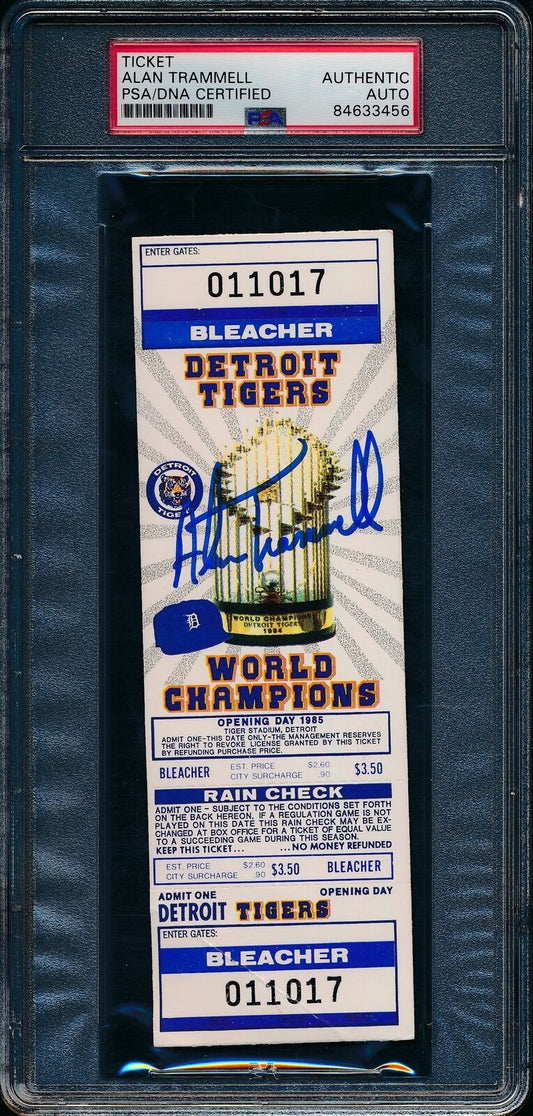 TICKET
ALAN TRAMMELL AUTHENTIC
PSA/DNA CERTIFIED AUTO
84633456
PSA
ENTER GATES:
011017
BLEACHER
DETROIT
TIGERS
DETROIT
TIGERS
Alan Trammell
D
WORLD CHAMPIONS
DETROIT TIGERS
1984
WORLD
CHAMPIONS
OPENING DAY 1985
TIGER STADIUM, DETROIT
ADMIT ONE-THIS DATE ONLY-THE MANAGEMENT RESERVES
THE RIGHT TO REVOKE LICENSE GRANTED BY THIS TICKET
BY REFUNDING PURCHASE PRICE.
BLEACHER EST. PRICE $2.60 $3.50
CITY SURCHARGE .90
RAIN CHECK
ADMIT ONE - SUBJECT TO THE CONDITIONS SET FORTH
ON THE BACK HEREON, IF A REGULATION GAME IS NOT
PLAYED ON THIS DATE THIS RAIN CHECK MAY BE EX-
CHANGED AT BOX OFFICE FOR A TICKET OF EQUAL VALUE
TO A SUCCEEDING GAME DURING THIS SEASON.
KEEP THIS TICKET... ...NO MONEY REFUNDED
EST. PRICE $2.60 $3.50 BLEACHER
CITY SURCHARGE .90
ADMIT ONE OPENING DAY
DETROIT TIGERS
ENTER GATES:
BLEACHER
011017